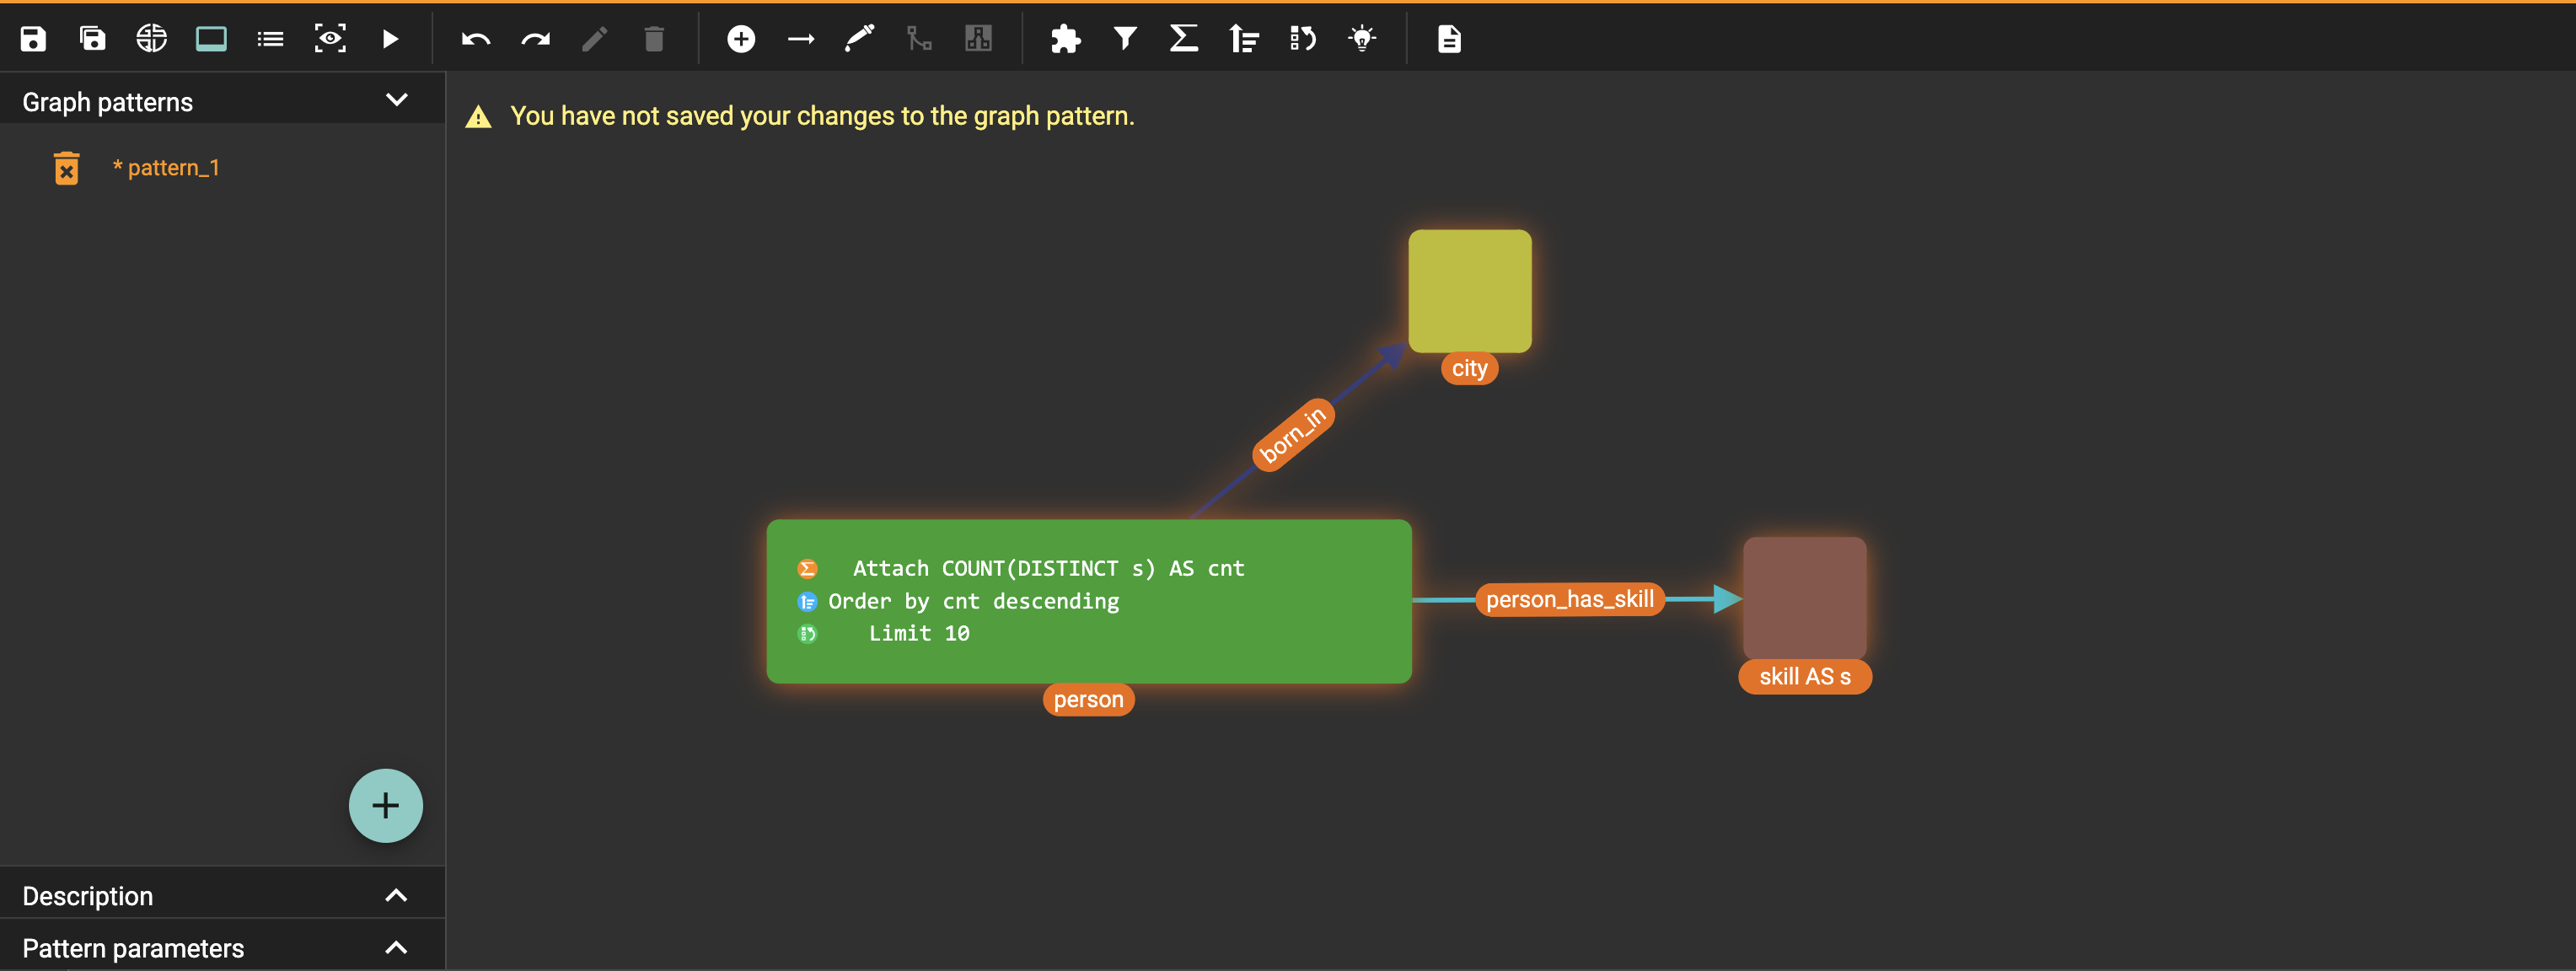 Graph patterns
You have not saved your changes to the graph pattern.
* pattern_1
city
born_in
Attach COUNT(DISTINCT s) AS cnt
Order by cnt descending
Limit 10
person_has_skill
skill AS s
person
Description
Pattern parameters